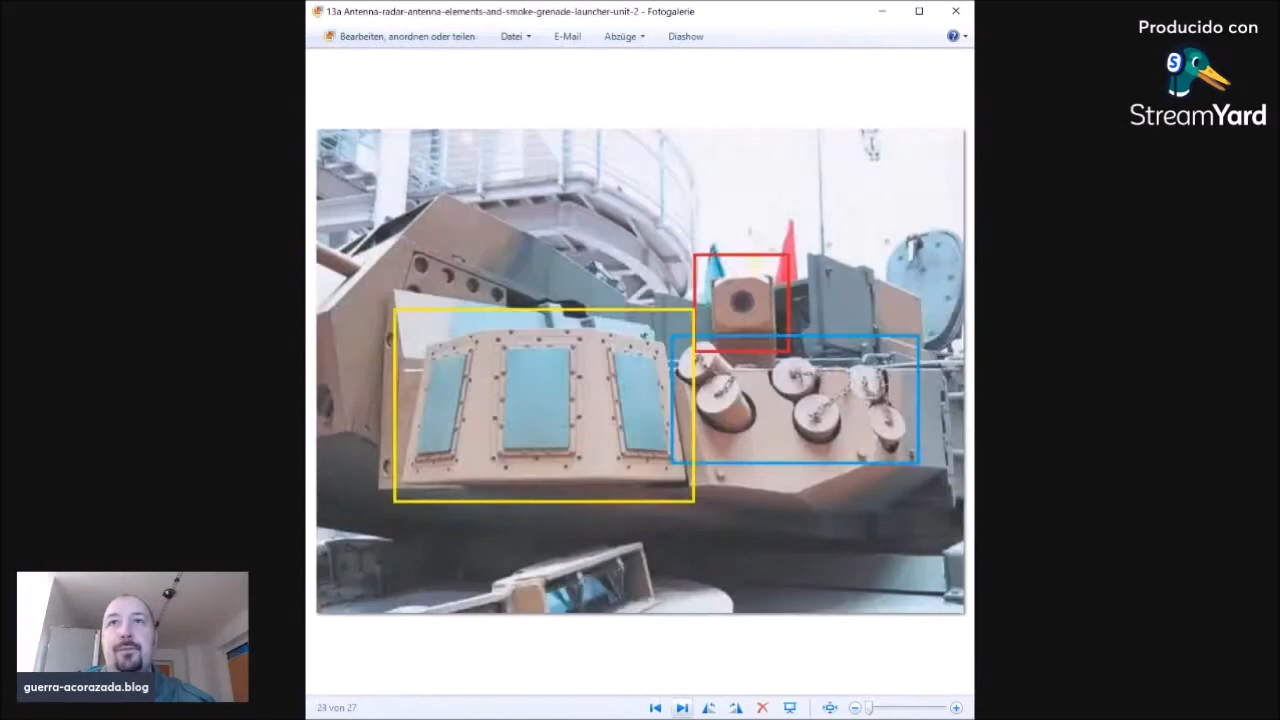 13a Antenna-radar-antenna-elements-and-smoke-grenade-launcher-unit-2 - Fotogalerie
Bearbeiten, anordnen oder teilen Datei E-Mail Abzüge Diashow
Producido con
S
StreamYard
guerra-acorazada.blog
23 von 27